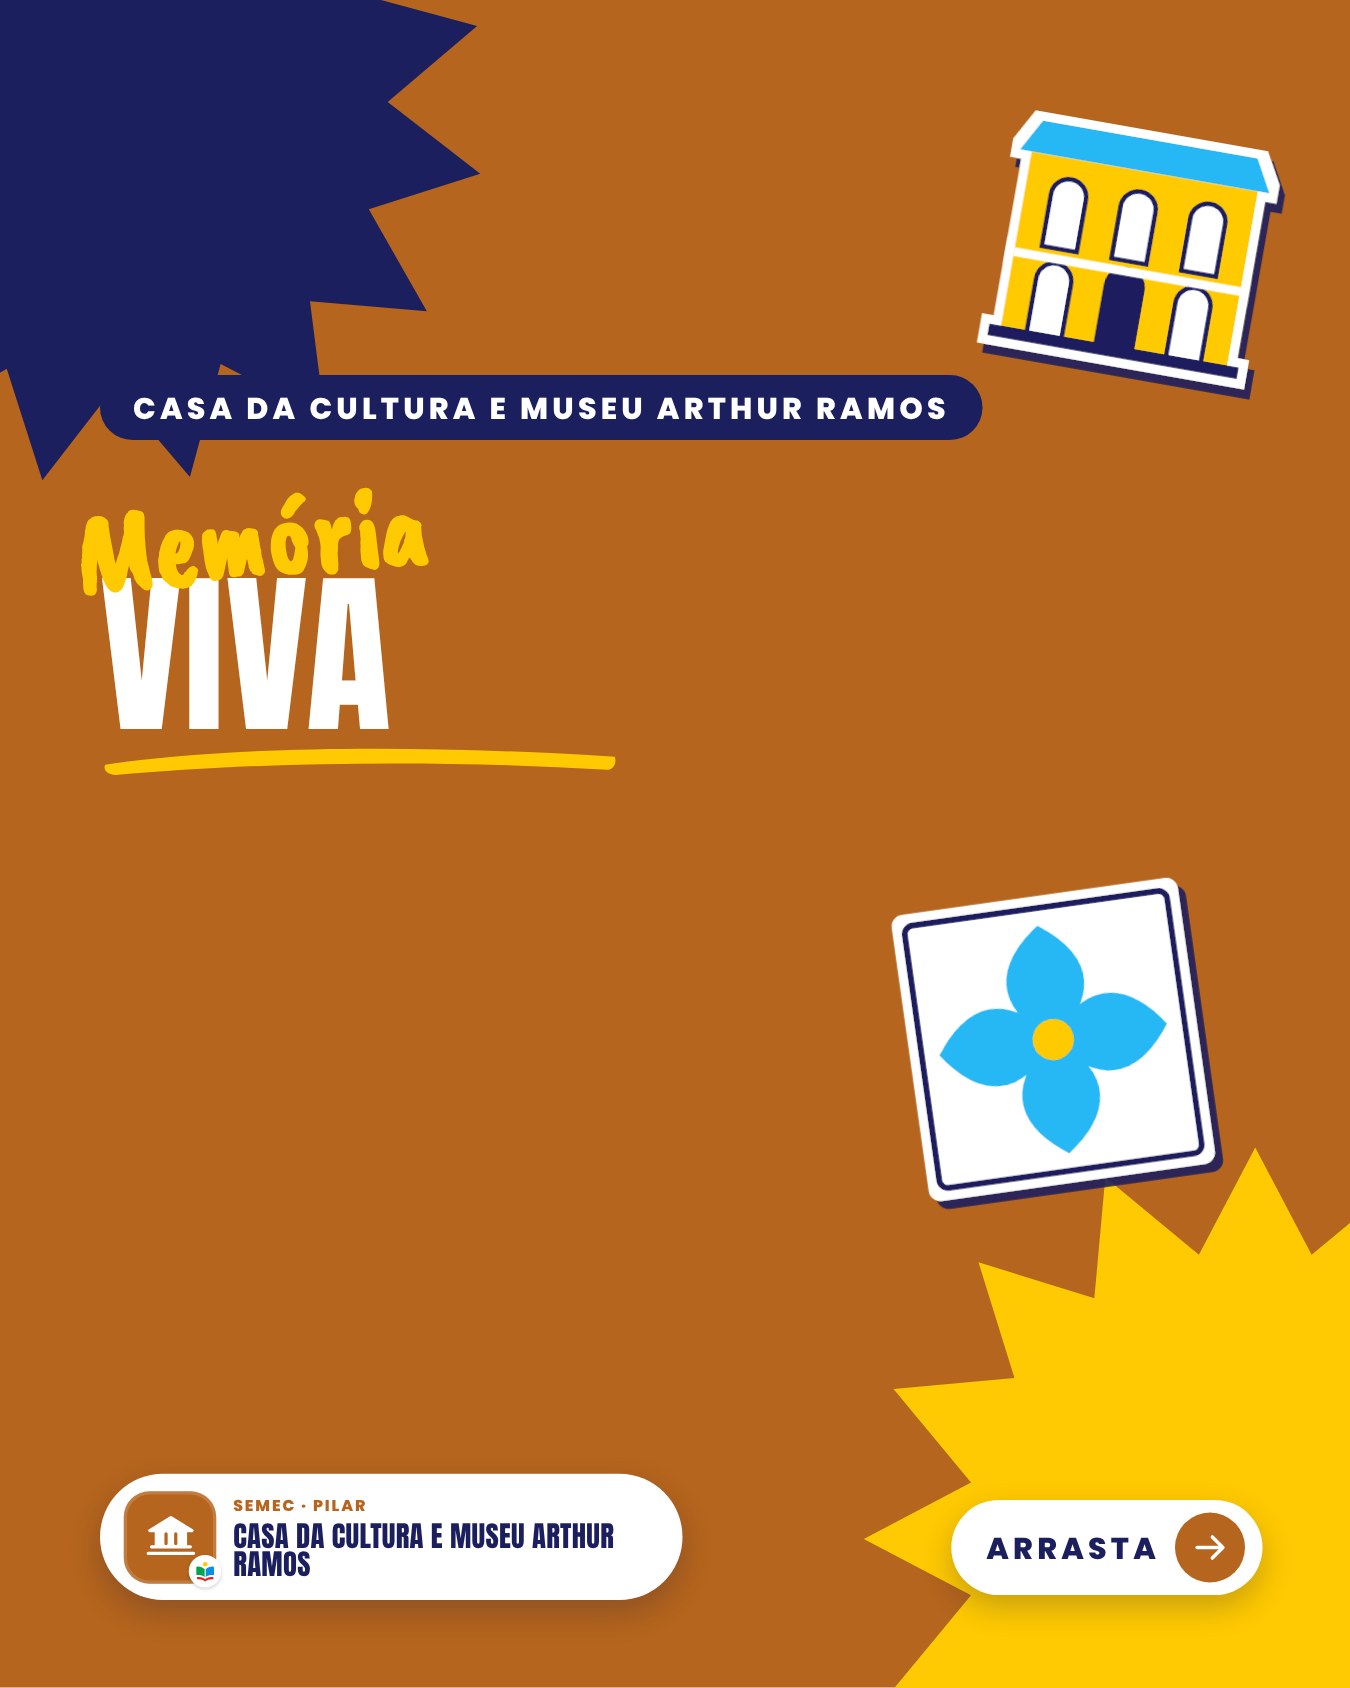 CASA DA CULTURA E MUSEU ARTHUR RAMOS
Memória
VIVA
SEMEC · PILAR
CASA DA CULTURA E MUSEU ARTHUR
RAMOS
ARRASTA